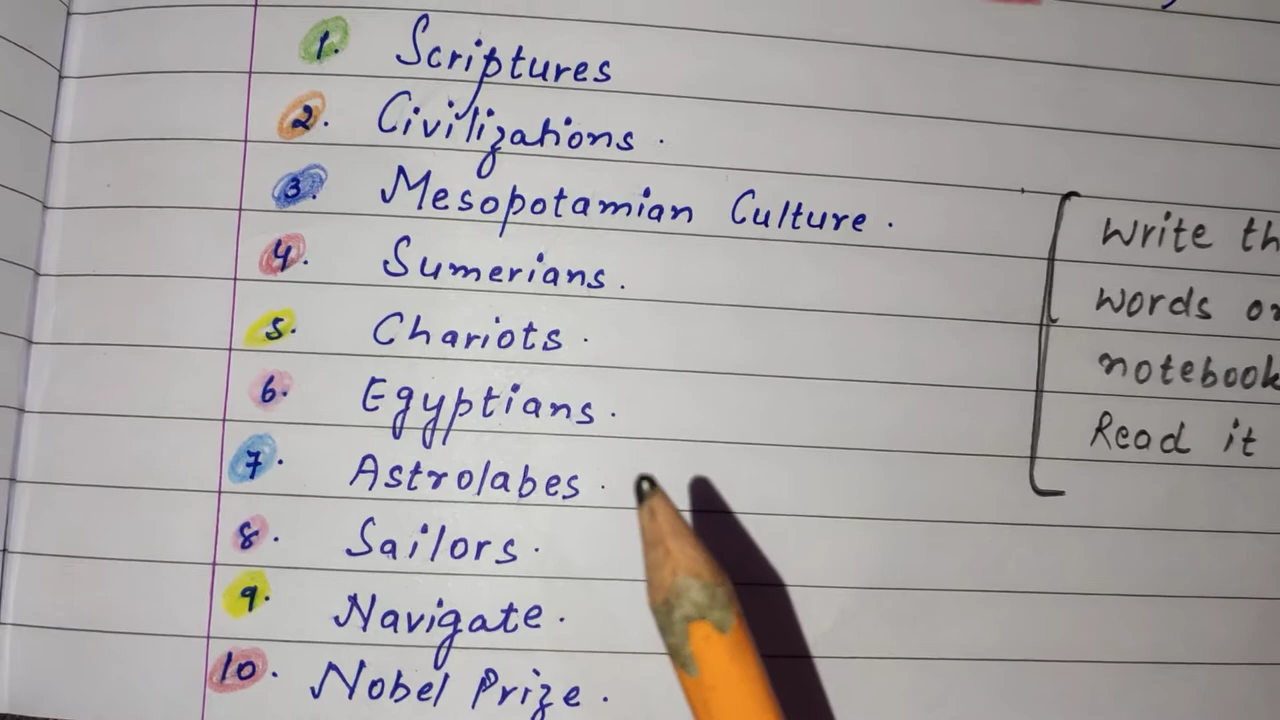 1. Scriptures
2. Civilizations.
3. Mesopotamian Culture.
4. Sumerians.
5. Chariots.
6. Egyptians.
7. Astrolabes.
8. Sailors.
9. Navigate.
10. Nobel Prize.
Write
words
notebook
Read it